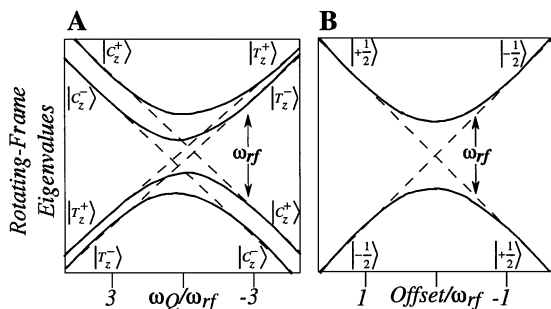 A
B
|C_z^+⟩
|T_z^+⟩
|+½⟩
|-½⟩
|C_z^-⟩
|T_z^-⟩
Rotating-Frame
Eigenvalues
ω_rf
ω_rf
|T_z^+⟩
|C_z^+⟩
|T_z^-⟩
|C_z^-⟩
|-½⟩
|+½⟩
3 ω_Q/ω_rf -3
1 Offset/ω_rf -1